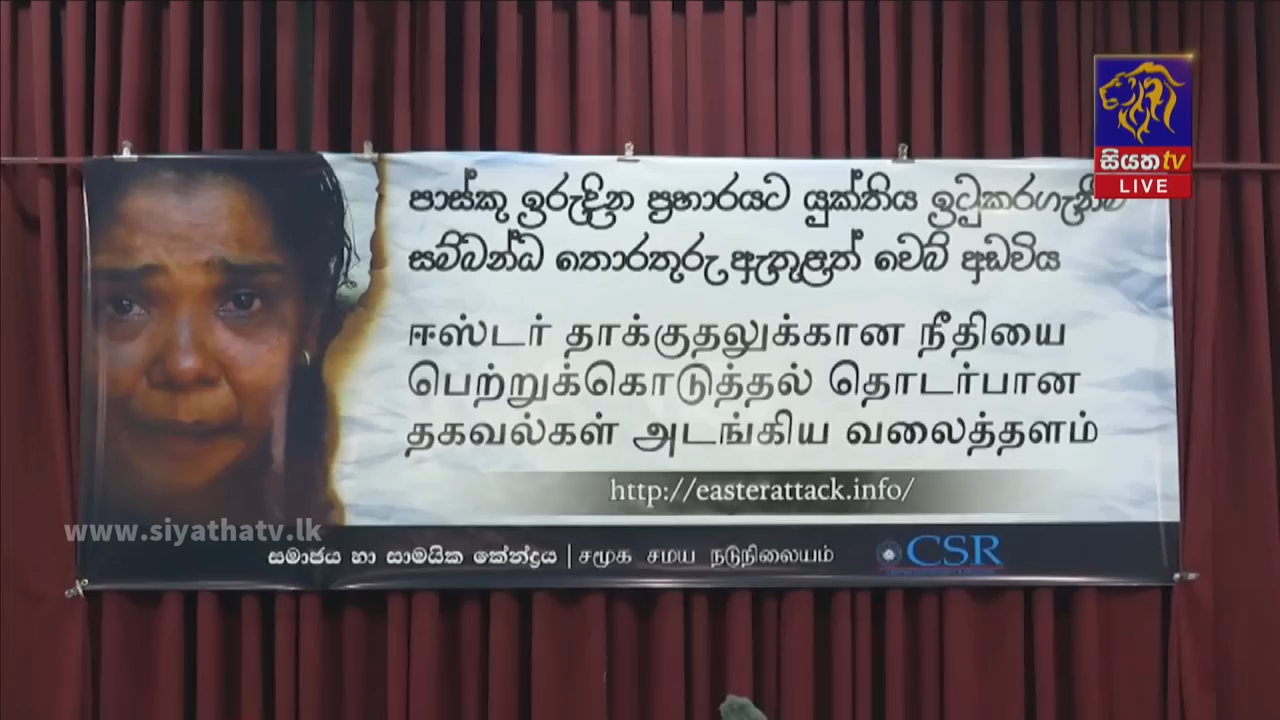 පාස්කු ඉරුදින ප්‍රහාරයට යුක්තිය ඉටුකරගැනීම
සම්බන්ධ තොරතුරු ඇතුළත් වෙබ් අඩවිය
ஈஸ்டர் தாக்குதலுக்கான நீதியை
பெற்றுக்கொடுத்தல் தொடர்பான
தகவல்கள் அடங்கிய வலைத்தளம்
http://easterattack.info/
සමාජය හා සාමයික කේන්ද්‍රය | சமூக சமய நடுநிலையம்
CSR
සියත tv
LIVE
www.siyathatv.lk